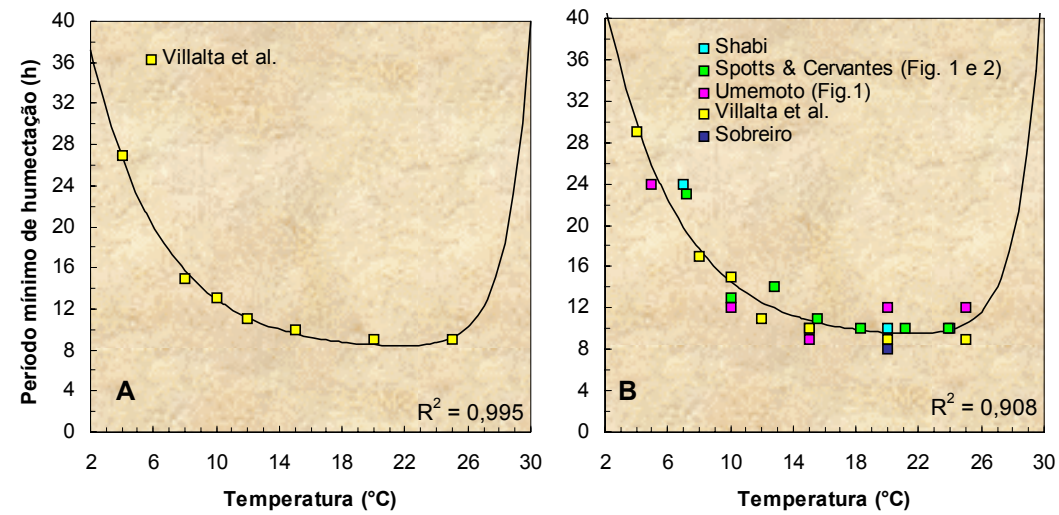 40
36
32
28
24
20
16
12
8
4
0
Período mínimo de humectação (h)
Villalta et al.
A
R² = 0,995
2 6 10 14 18 22 26 30
Temperatura (°C)
40
36
32
28
24
20
16
12
8
4
0
Shabi
Spotts & Cervantes (Fig. 1 e 2)
Umemoto (Fig.1)
Villalta et al.
Sobreiro
B
R² = 0,908
2 6 10 14 18 22 26 30
Temperatura (°C)